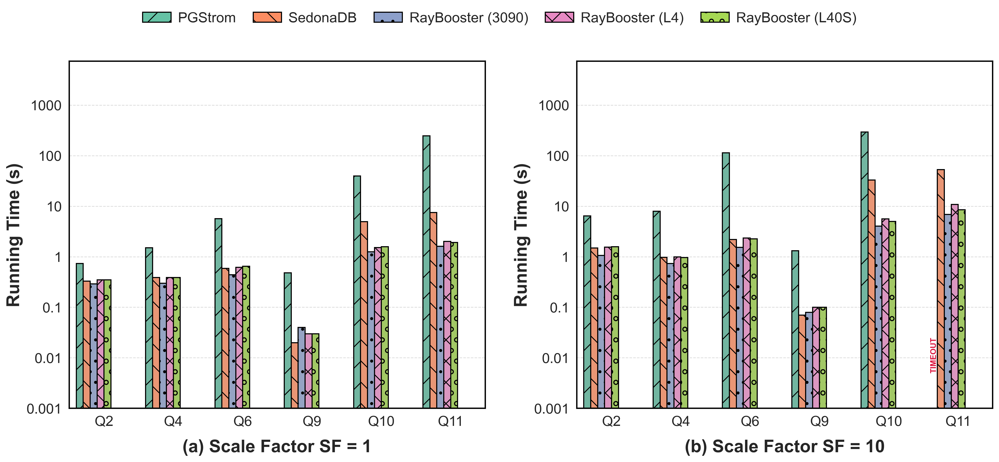 PGStrom SedonaDB RayBooster (3090) RayBooster (L4) RayBooster (L40S)
Running Time (s)
1000
100
10
1
0.1
0.01
0.001
Q2 Q4 Q6 Q9 Q10 Q11
(a) Scale Factor SF = 1
Running Time (s)
1000
100
10
1
0.1
0.01
0.001
TIMEOUT
Q2 Q4 Q6 Q9 Q10 Q11
(b) Scale Factor SF = 10